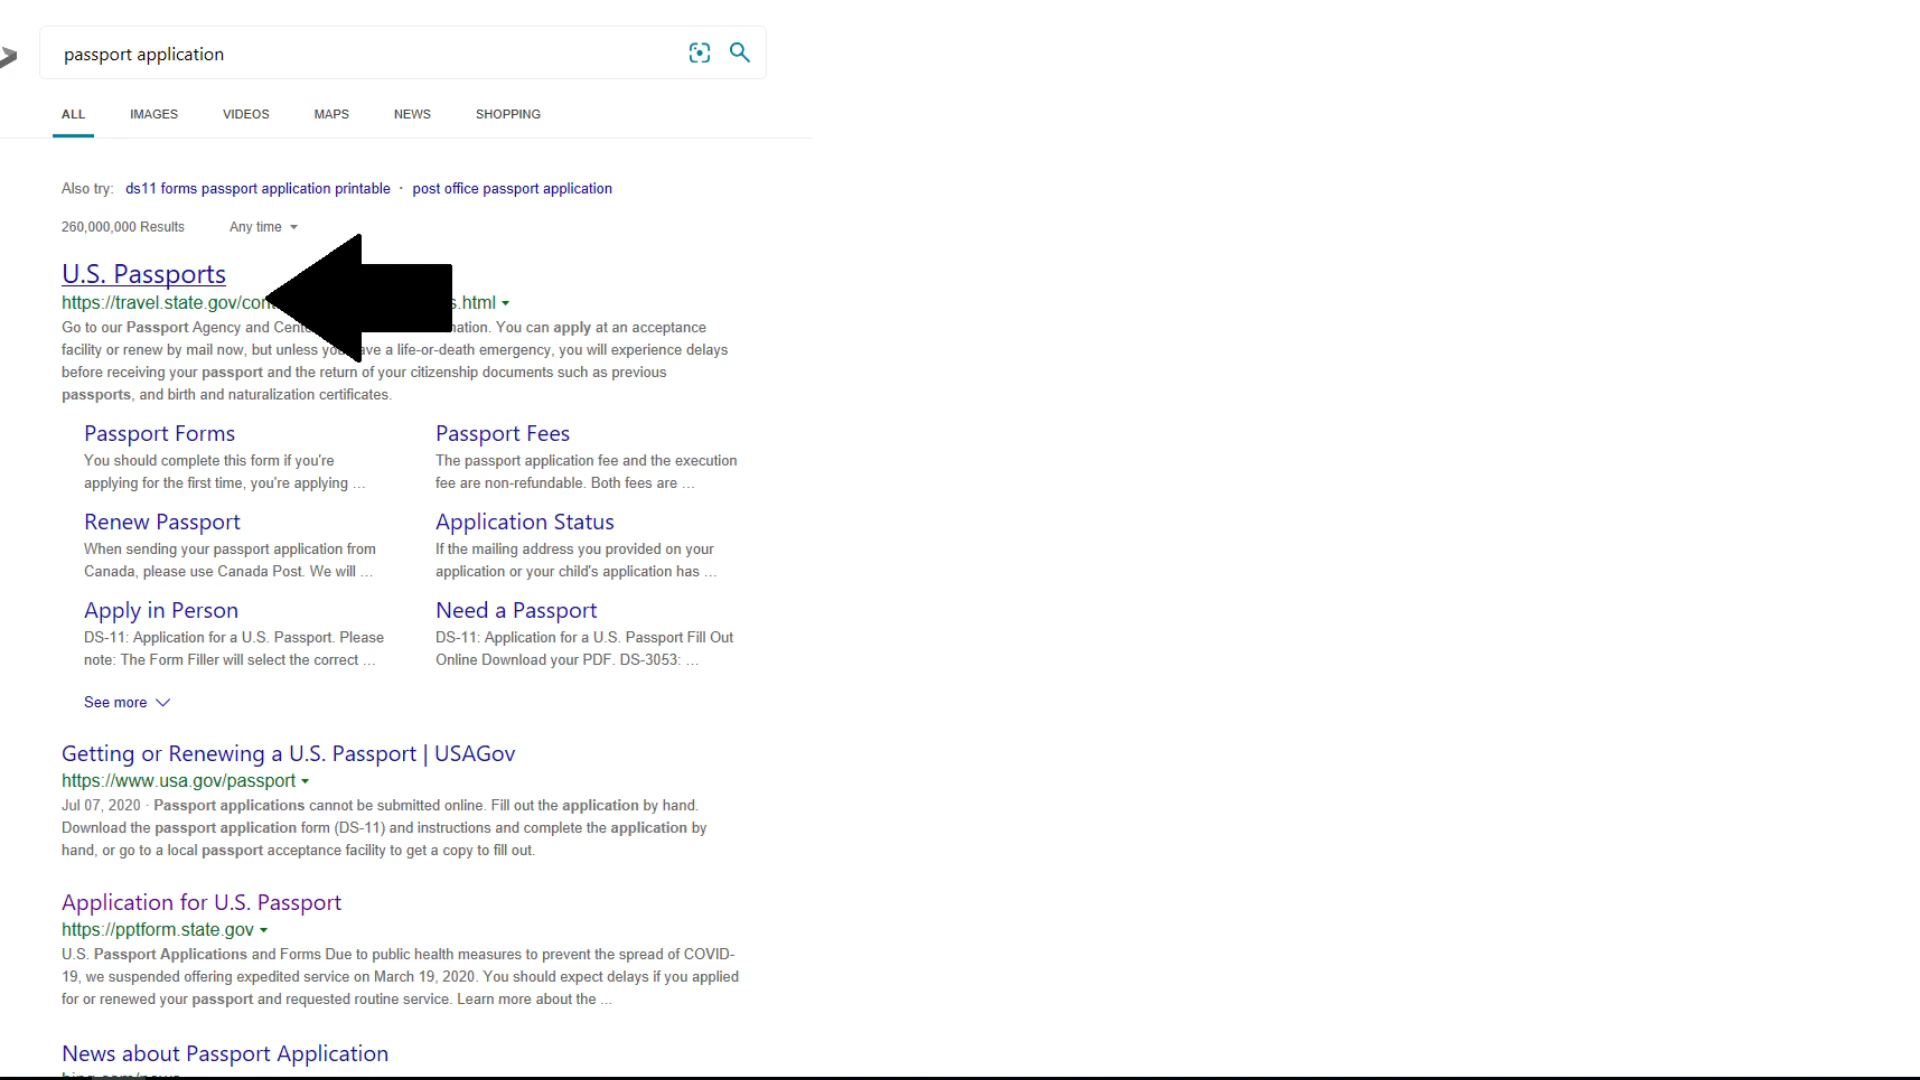 passport application
ALL IMAGES VIDEOS MAPS NEWS SHOPPING
Also try: ds11 forms passport application printable · post office passport application
260,000,000 Results Any time
U.S. Passports
https://travel.state.gov/con s.html
Go to our Passport Agency and Cent ation. You can apply at an acceptance
facility or renew by mail now, but unless you have a life-or-death emergency, you will experience delays
before receiving your passport and the return of your citizenship documents such as previous
passports, and birth and naturalization certificates.
Passport Forms
You should complete this form if you're
applying for the first time, you're applying ...
Passport Fees
The passport application fee and the execution
fee are non-refundable. Both fees are ...
Renew Passport
When sending your passport application from
Canada, please use Canada Post. We will ...
Application Status
If the mailing address you provided on your
application or your child's application has ...
Apply in Person
DS-11: Application for a U.S. Passport. Please
note: The Form Filler will select the correct ...
Need a Passport
DS-11: Application for a U.S. Passport Fill Out
Online Download your PDF. DS-3053: ...
See more
Getting or Renewing a U.S. Passport | USAGov
https://www.usa.gov/passport
Jul 07, 2020 · Passport applications cannot be submitted online. Fill out the application by hand.
Download the passport application form (DS-11) and instructions and complete the application by
hand, or go to a local passport acceptance facility to get a copy to fill out.
Application for U.S. Passport
https://pptform.state.gov
U.S. Passport Applications and Forms Due to public health measures to prevent the spread of COVID-
19, we suspended offering expedited service on March 19, 2020. You should expect delays if you applied
for or renewed your passport and requested routine service. Learn more about the ...
News about Passport Application